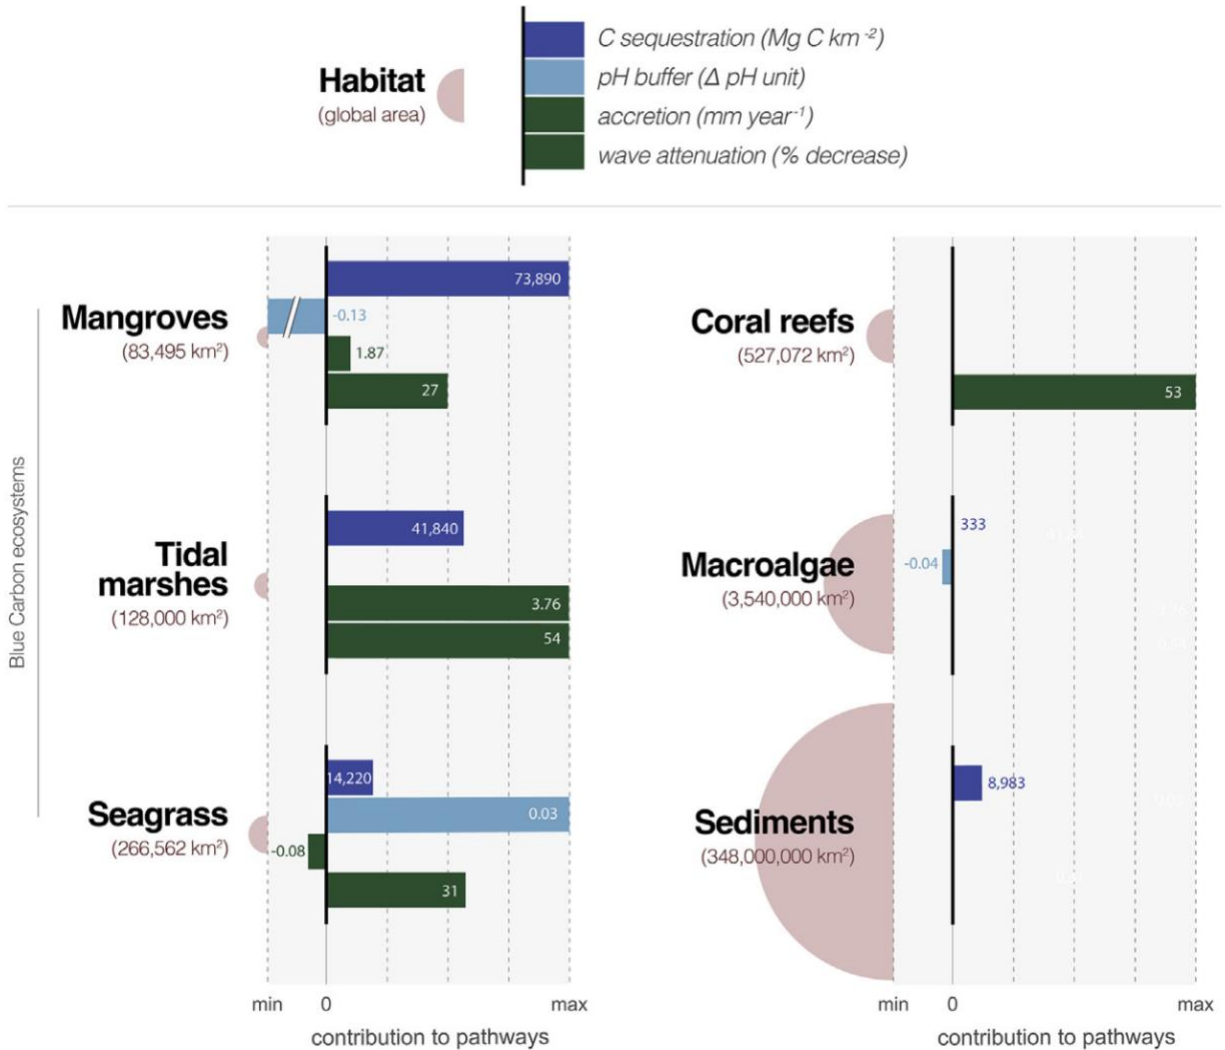 Habitat
(global area)
C sequestration (Mg C km⁻²)
pH buffer (Δ pH unit)
accretion (mm year⁻¹)
wave attenuation (% decrease)
Blue Carbon ecosystems
Mangroves
(83,495 km²)
73,890
-0.13
1.87
27
Tidal
marshes
(128,000 km²)
41,840
3.76
54
Seagrass
(266,562 km²)
14,220
0.03
-0.08
31
min 0 max
contribution to pathways
Coral reefs
(527,072 km²)
53
Macroalgae
(3,540,000 km²)
333
-0.04
Sediments
(348,000,000 km²)
8,983
min 0 max
contribution to pathways